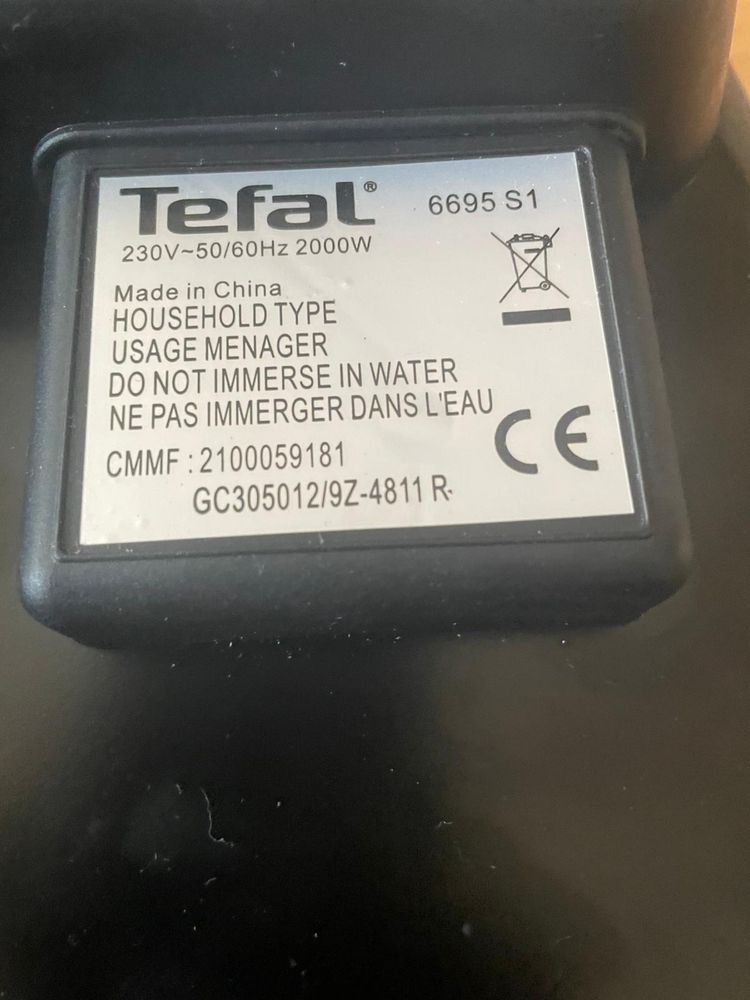 Tefal® 6695 S1
230V~50/60Hz 2000W
Made in China
HOUSEHOLD TYPE
USAGE MENAGER
DO NOT IMMERSE IN WATER
NE PAS IMMERGER DANS L'EAU
CE
CMMF : 2100059181
GC305012/9Z-4811 R